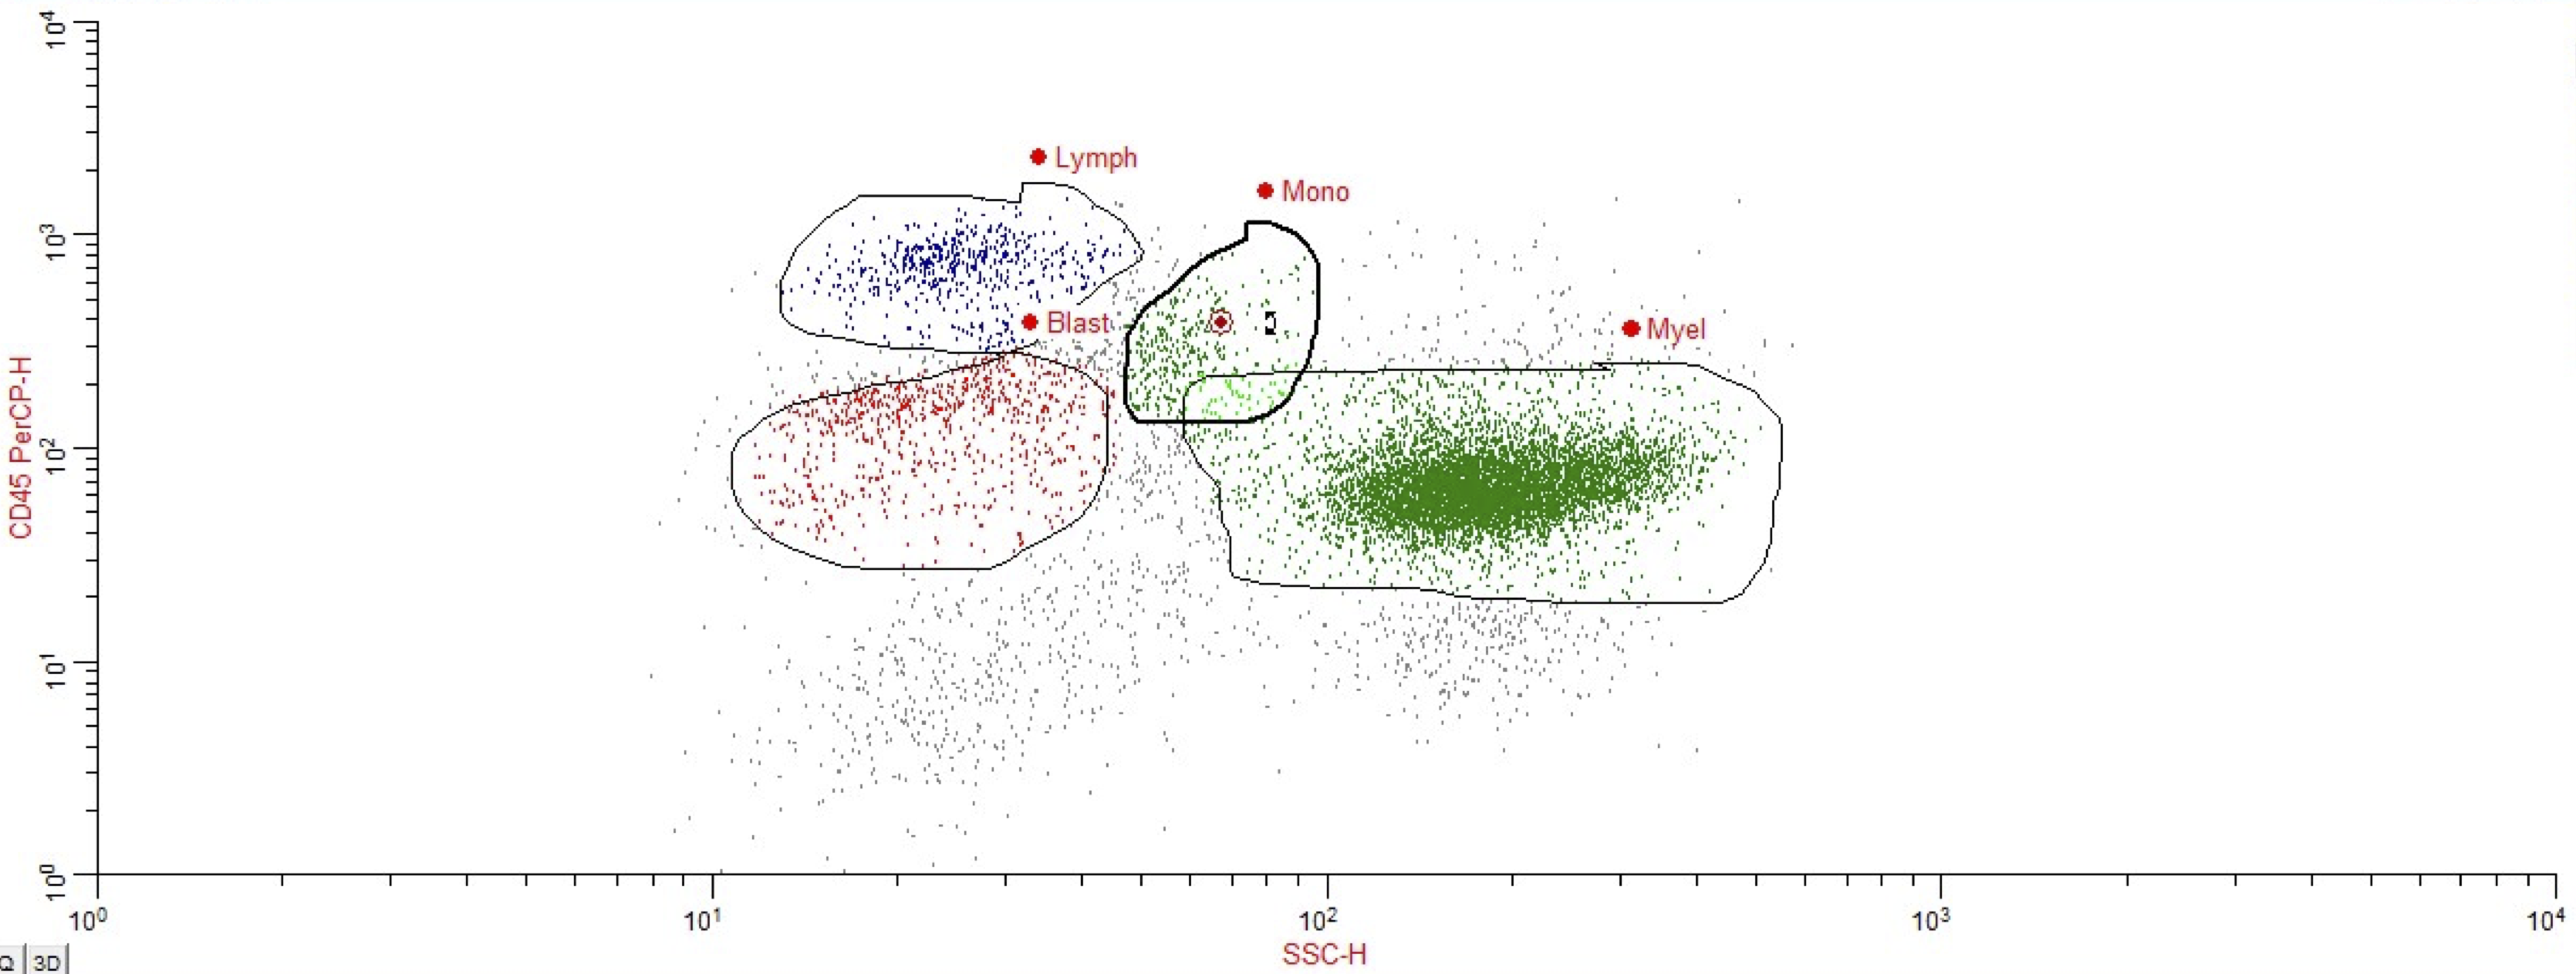 10⁴
Lymph
Mono
10³
Blast
Myel
CD45 PerCP-H
10²
10¹
10⁰
10⁰ 10¹ 10² 10³ 10⁴
SSC-H
Q 3D